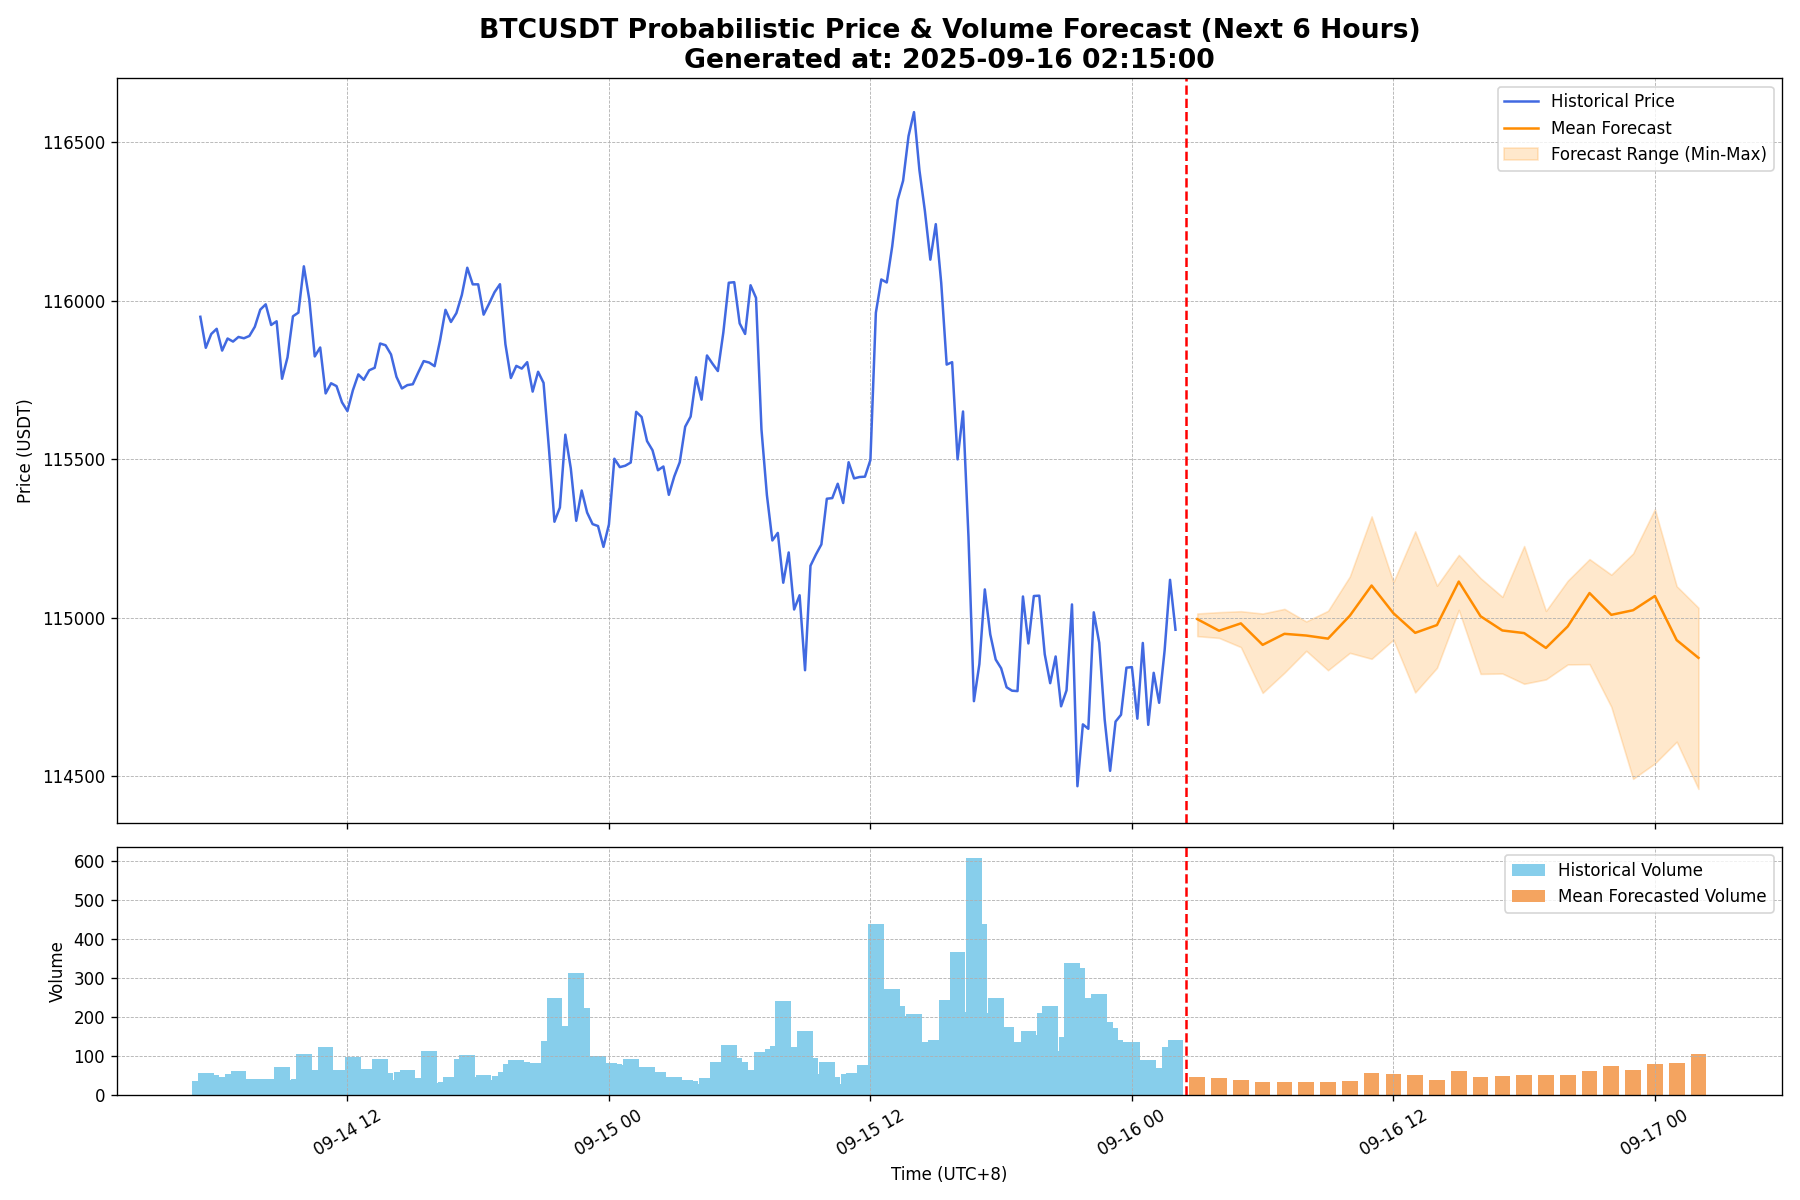 BTCUSDT Probabilistic Price & Volume Forecast (Next 6 Hours)
Generated at: 2025-09-16 02:15:00
Historical Price
Mean Forecast
Forecast Range (Min-Max)
Price (USDT)
116500
116000
115500
115000
114500
Historical Volume
Mean Forecasted Volume
Volume
600
500
400
300
200
100
0
09-14 12
09-15 00
09-15 12
09-16 00
09-16 12
09-17 00
Time (UTC+8)